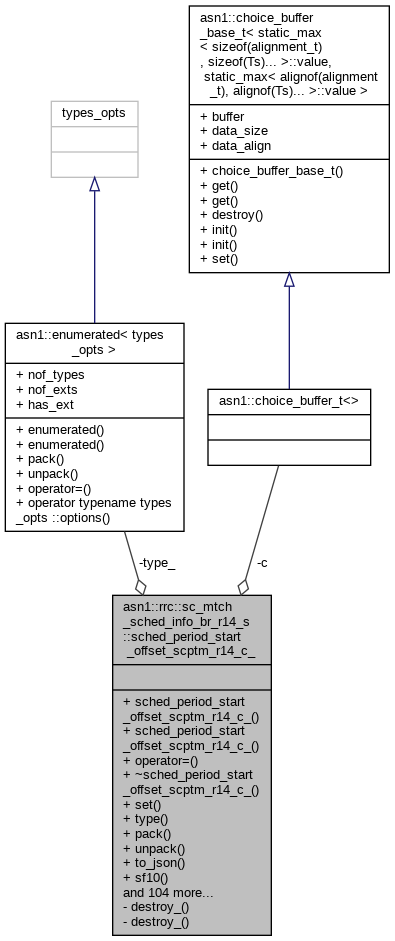 asn1::choice_buffer
_base_t< static_max
< sizeof(alignment_t)
, sizeof(Ts)... >::value,
static_max< alignof(alignment
_t), alignof(Ts)... >::value >
+ buffer
+ data_size
+ data_align
+ choice_buffer_base_t()
+ get()
+ get()
+ destroy()
+ init()
+ init()
+ set()
types_opts
asn1::enumerated< types
_opts >
+ nof_types
+ nof_exts
+ has_ext
+ enumerated()
+ enumerated()
+ pack()
+ unpack()
+ operator=()
+ operator typename types
_opts ::options()
asn1::choice_buffer_t<>
-type_
-c
asn1::rrc::sc_mtch
_sched_info_br_r14_s
::sched_period_start
_offset_scptm_r14_c_
+ sched_period_start
_offset_scptm_r14_c_()
+ sched_period_start
_offset_scptm_r14_c_()
+ operator=()
+ ~sched_period_start
_offset_scptm_r14_c_()
+ set()
+ type()
+ pack()
+ unpack()
+ to_json()
+ sf10()
and 104 more...
- destroy_()
- destroy_()